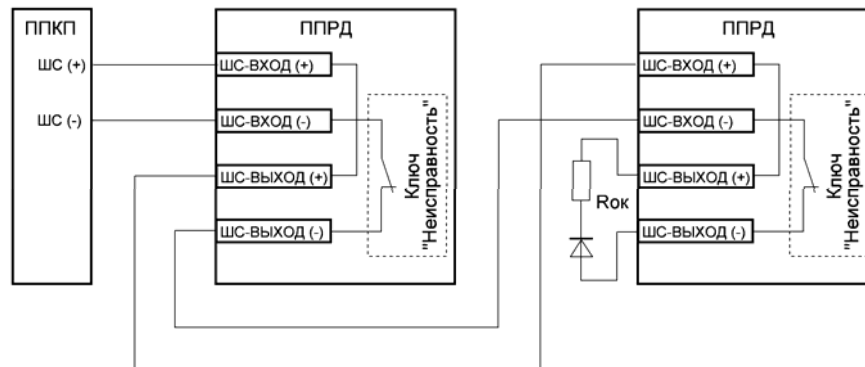 ППКП
ШС (+)
ШС (-)
ППРД
ШС-ВХОД (+)
ШС-ВХОД (-)
ШС-ВЫХОД (+)
ШС-ВЫХОД (-)
Ключ
"Неисправность"
Rок
ППРД
ШС-ВХОД (+)
ШС-ВХОД (-)
ШС-ВЫХОД (+)
ШС-ВЫХОД (-)
Ключ
"Неисправность"